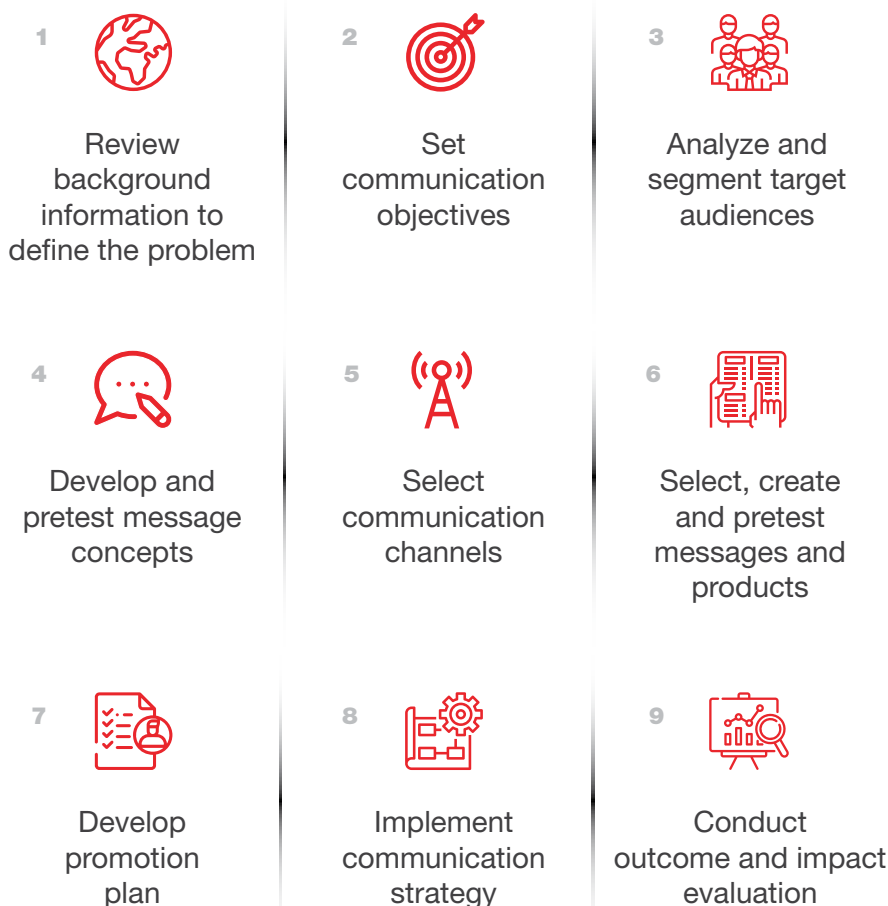 1
Review
background
information to
define the problem
2
Set
communication
objectives
3
Analyze and
segment target
audiences
4
Develop and
pretest message
concepts
5
Select
communication
channels
6
Select, create
and pretest
messages and
products
7
Develop
promotion
plan
8
Implement
communication
strategy
9
Conduct
outcome and impact
evaluation